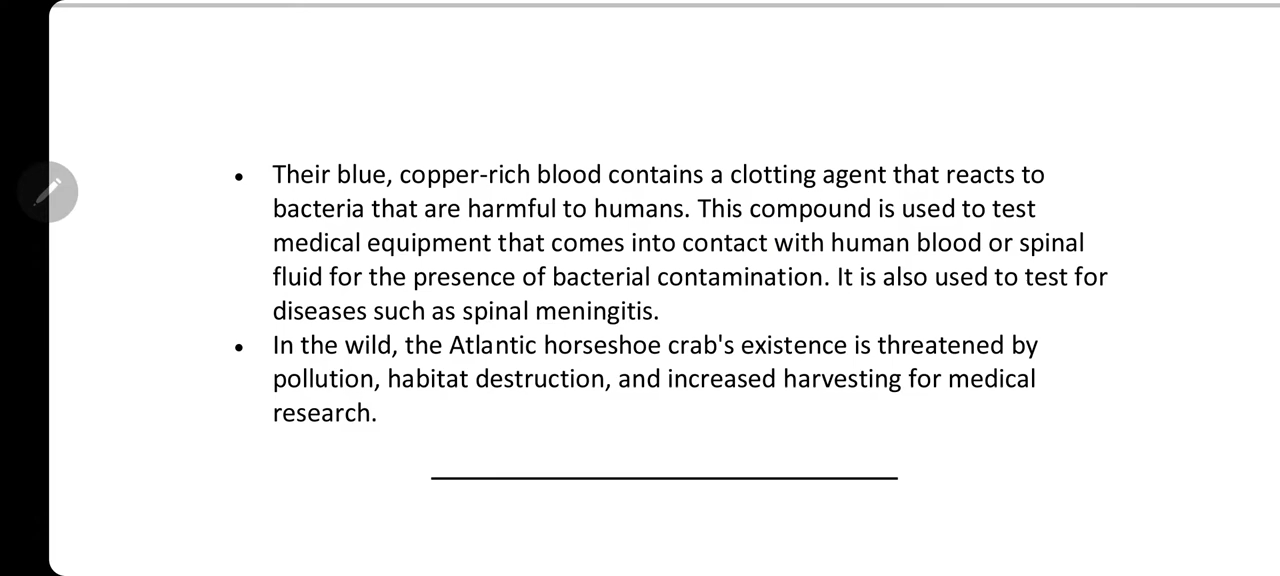 • Their blue, copper-rich blood contains a clotting agent that reacts to
bacteria that are harmful to humans. This compound is used to test
medical equipment that comes into contact with human blood or spinal
fluid for the presence of bacterial contamination. It is also used to test for
diseases such as spinal meningitis.
• In the wild, the Atlantic horseshoe crab's existence is threatened by
pollution, habitat destruction, and increased harvesting for medical
research.